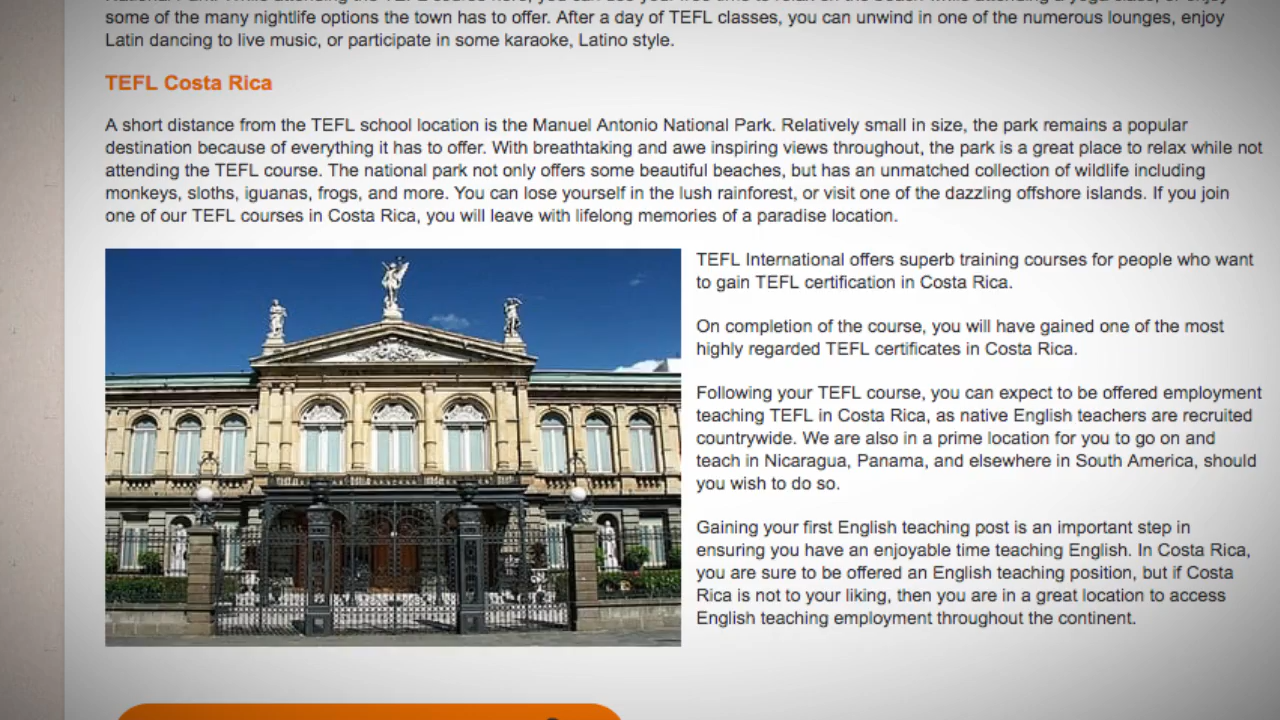 some of the many nightlife options the town has to offer. After a day of TEFL classes, you can unwind in one of the numerous lounges, enjoy
Latin dancing to live music, or participate in some karaoke, Latino style.
TEFL Costa Rica
A short distance from the TEFL school location is the Manuel Antonio National Park. Relatively small in size, the park remains a popular
destination because of everything it has to offer. With breathtaking and awe inspiring views throughout, the park is a great place to relax while not
attending the TEFL course. The national park not only offers some beautiful beaches, but has an unmatched collection of wildlife including
monkeys, sloths, iguanas, frogs, and more. You can lose yourself in the lush rainforest, or visit one of the dazzling offshore islands. If you join
one of our TEFL courses in Costa Rica, you will leave with lifelong memories of a paradise location.
TEFL International offers superb training courses for people who want
to gain TEFL certification in Costa Rica.
On completion of the course, you will have gained one of the most
highly regarded TEFL certificates in Costa Rica.
Following your TEFL course, you can expect to be offered employment
teaching TEFL in Costa Rica, as native English teachers are recruited
countrywide. We are also in a prime location for you to go on and
teach in Nicaragua, Panama, and elsewhere in South America, should
you wish to do so.
Gaining your first English teaching post is an important step in
ensuring you have an enjoyable time teaching English. In Costa Rica,
you are sure to be offered an English teaching position, but if Costa
Rica is not to your liking, then you are in a great location to access
English teaching employment throughout the continent.